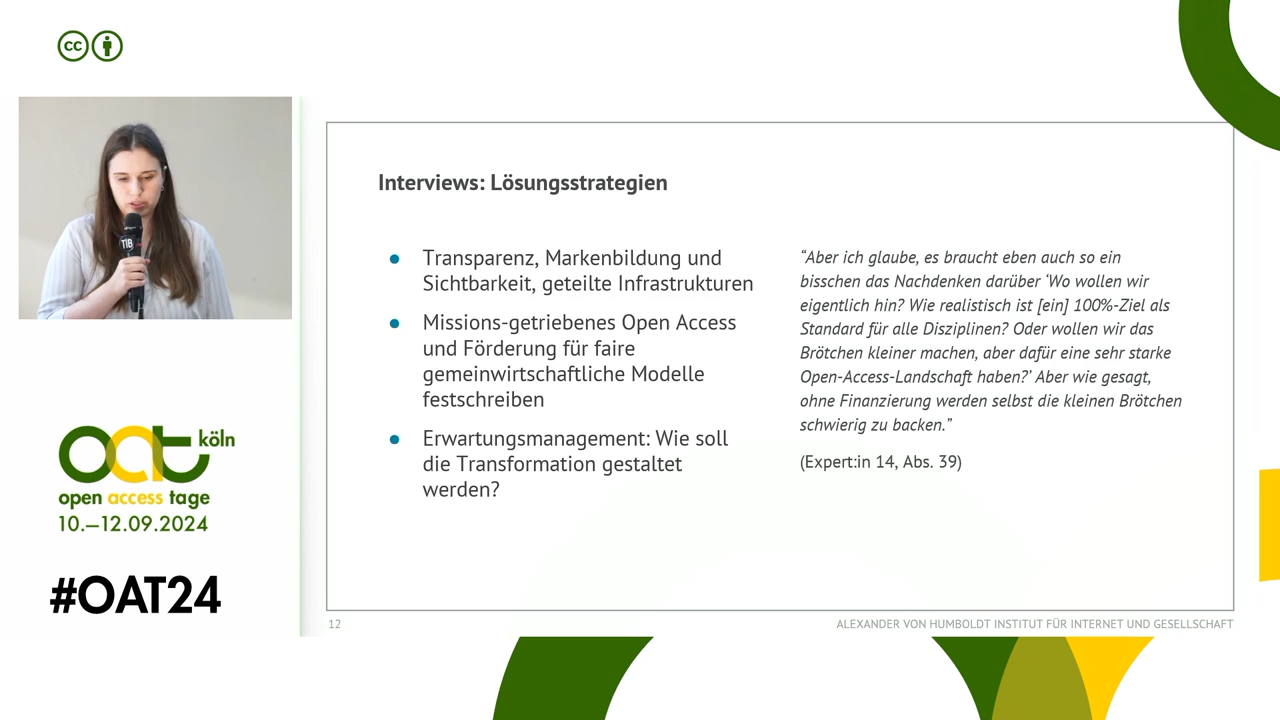 cc
TIB
oat köln
open access tage
10.–12.09.2024
#OAT24
Interviews: Lösungsstrategien
Transparenz, Markenbildung und
Sichtbarkeit, geteilte Infrastrukturen
Missions-getriebenes Open Access
und Förderung für faire
gemeinwirtschaftliche Modelle
festschreiben
Erwartungsmanagement: Wie soll
die Transformation gestaltet
werden?
“Aber ich glaube, es braucht eben auch so ein
bisschen das Nachdenken darüber ‘Wo wollen wir
eigentlich hin? Wie realistisch ist [ein] 100%-Ziel als
Standard für alle Disziplinen? Oder wollen wir das
Brötchen kleiner machen, aber dafür eine sehr starke
Open-Access-Landschaft haben?’ Aber wie gesagt,
ohne Finanzierung werden selbst die kleinen Brötchen
schwierig zu backen.”
(Expert:in 14, Abs. 39)
12
ALEXANDER VON HUMBOLDT INSTITUT FÜR INTERNET UND GESELLSCHAFT